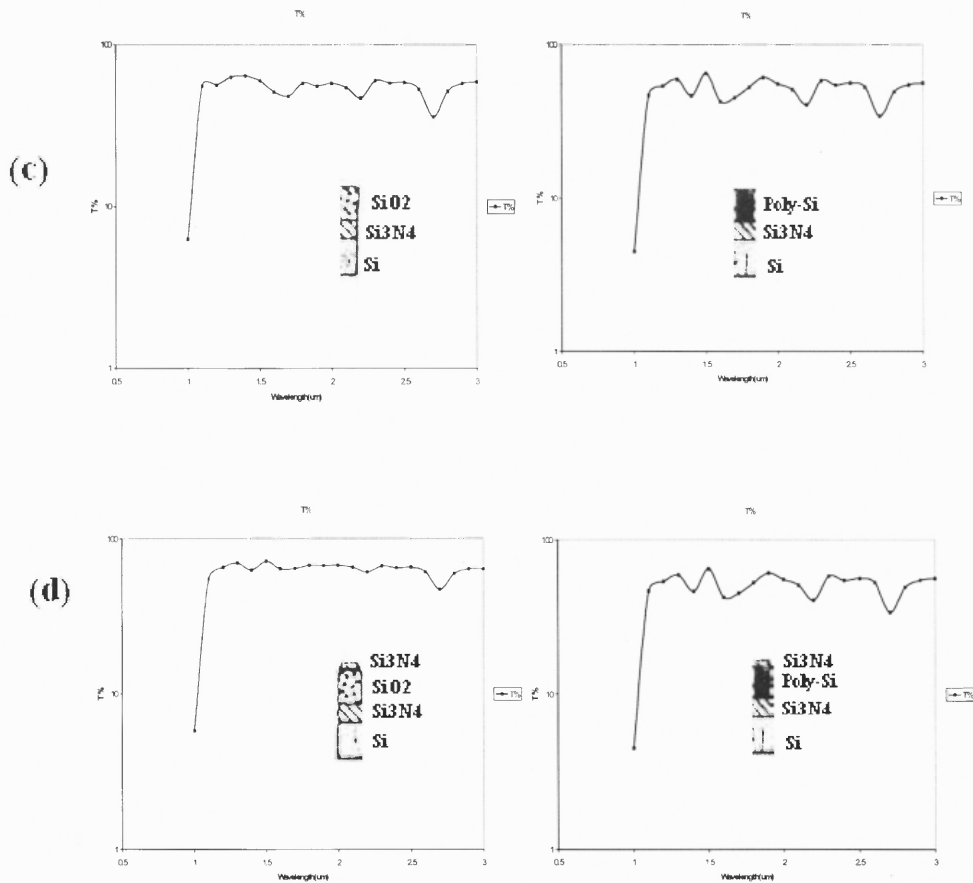 T%
100
(c)
T%
10
SiO2
Si3N4
Si
T%
1
0.5 1 1.5 2 2.5 3
Wavelength(um)
T%
100
T%
10
Poly-Si
Si3N4
Si
T%
1
0.5 1 1.5 2 2.5 3
Wavelength(um)
T%
100
(d)
T%
10
Si3N4
SiO2
Si3N4
Si
T%
1
0.5 1 1.5 2 2.5 3
Wavelength(um)
T%
100
T%
10
Si3N4
Poly-Si
Si3N4
Si
T%
1
0.5 1 1.5 2 2.5 3
Wavelength(um)